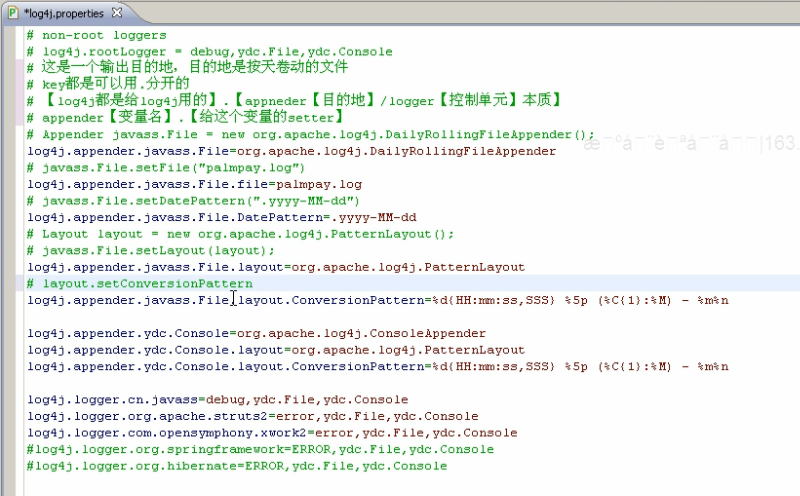 *log4j.properties
# non-root loggers
# log4j.rootLogger = debug,ydc.File,ydc.Console
# 这是一个输出目的地，目的地是按天卷动的文件
# key都是可以用.分开的
# 【log4j都是给log4j用的】.【appneder【目的地】/logger【控制单元】本质】
# appender【变量名】.【给这个变量的setter】
# Appender javass.File = new org.apache.log4j.DailyRollingFileAppender();
log4j.appender.javass.File=org.apache.log4j.DailyRollingFileAppender
# javass.File.setFile("palmpay.log")
log4j.appender.javass.File.file=palmpay.log
# javass.File.setDatePattern(".yyyy-MM-dd")
log4j.appender.javass.File.DatePattern=.yyyy-MM-dd
# Layout layout = new org.apache.log4j.PatternLayout();
# javass.File.setLayout(layout);
log4j.appender.javass.File.layout=org.apache.log4j.PatternLayout
# layout.setConversionPattern
log4j.appender.javass.File.layout.ConversionPattern=%d{HH:mm:ss,SSS} %5p (%C{1}:%M) - %m%n
log4j.appender.ydc.Console=org.apache.log4j.ConsoleAppender
log4j.appender.ydc.Console.layout=org.apache.log4j.PatternLayout
log4j.appender.ydc.Console.layout.ConversionPattern=%d{HH:mm:ss,SSS} %5p (%C{1}:%M) - %m%n
log4j.logger.cn.javass=debug,ydc.File,ydc.Console
log4j.logger.org.apache.struts2=error,ydc.File,ydc.Console
log4j.logger.com.opensymphony.xwork2=error,ydc.File,ydc.Console
#log4j.logger.org.springframework=ERROR,ydc.File,ydc.Console
#log4j.logger.org.hibernate=ERROR,ydc.File,ydc.Console